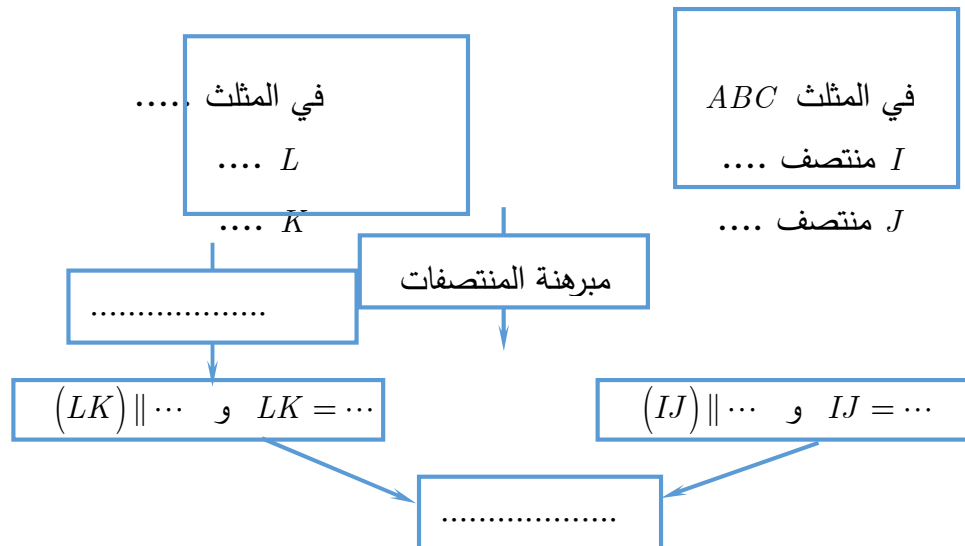 في المثلث ABC
I منتصف ....
J منتصف ....
في المثلث .....
L ....
K ....
مبرهنة المنتصفات
...................
(IJ) ∥ ⋯ و IJ = ⋯
(LK) ∥ ⋯ و LK = ⋯
...................